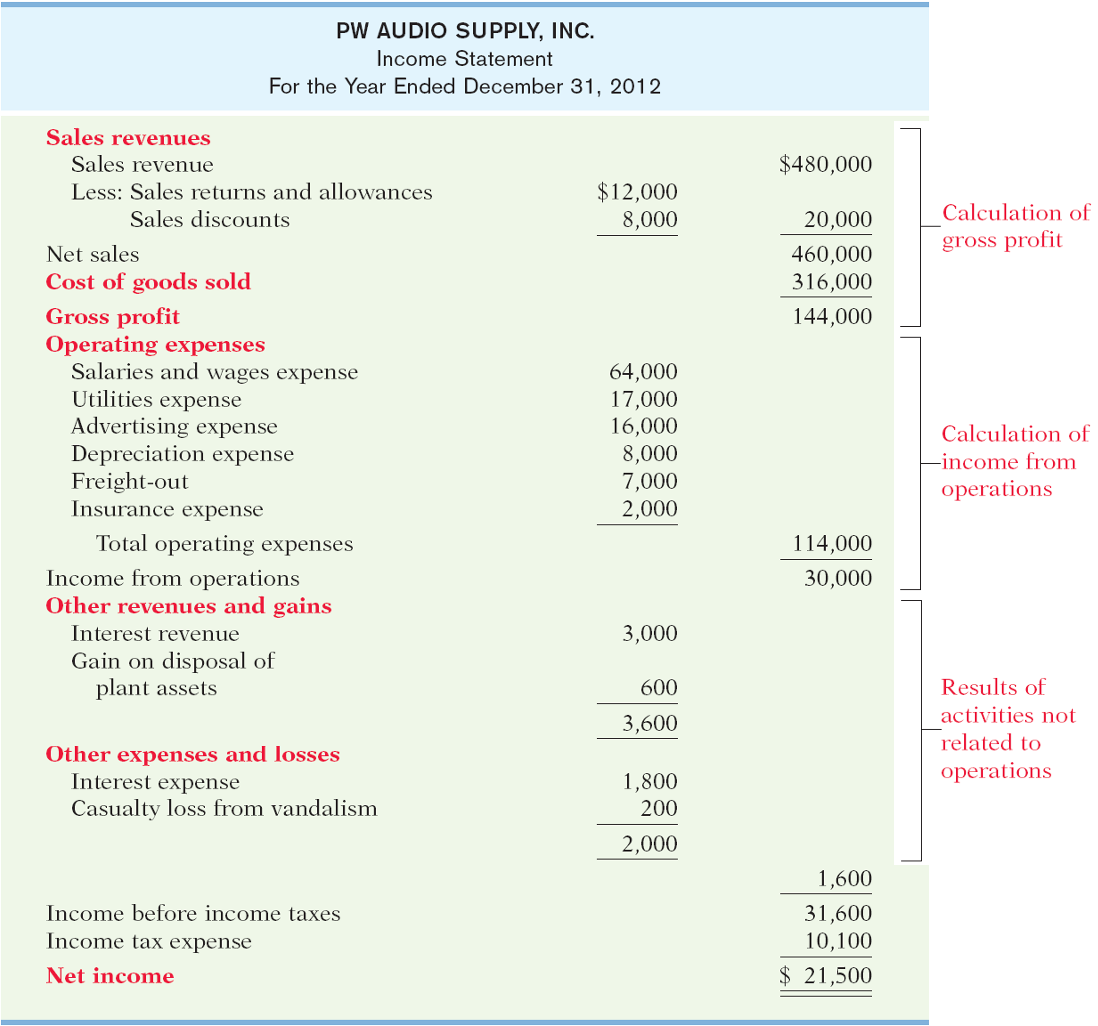 PW AUDIO SUPPLY, INC.
Income Statement
For the Year Ended December 31, 2012
Sales revenues
Sales revenue $480,000
Less: Sales returns and allowances $12,000
Sales discounts 8,000 20,000
Net sales 460,000
Cost of goods sold 316,000
Gross profit 144,000
Calculation of
gross profit
Operating expenses
Salaries and wages expense 64,000
Utilities expense 17,000
Advertising expense 16,000
Depreciation expense 8,000
Freight-out 7,000
Insurance expense 2,000
Total operating expenses 114,000
Income from operations 30,000
Calculation of
income from
operations
Other revenues and gains
Interest revenue 3,000
Gain on disposal of
plant assets 600
3,600
Other expenses and losses
Interest expense 1,800
Casualty loss from vandalism 200
2,000
Results of
activities not
related to
operations
1,600
Income before income taxes 31,600
Income tax expense 10,100
Net income $ 21,500